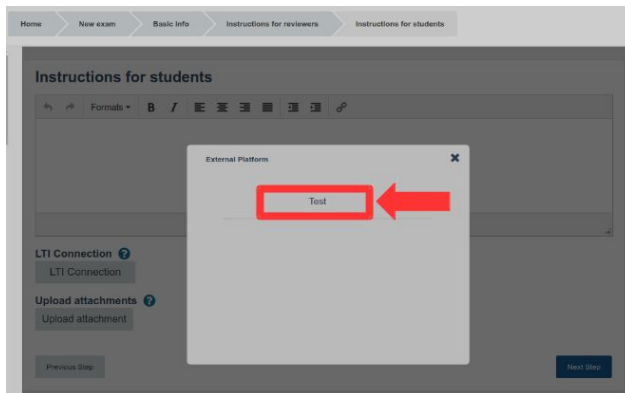 Home New exam Basic info Instructions for reviewers Instructions for students
Instructions for students
Formats B I
External Platform
Test
LTI Connection
LTI Connection
Upload attachments
Upload attachment
Previous Step
Next Step